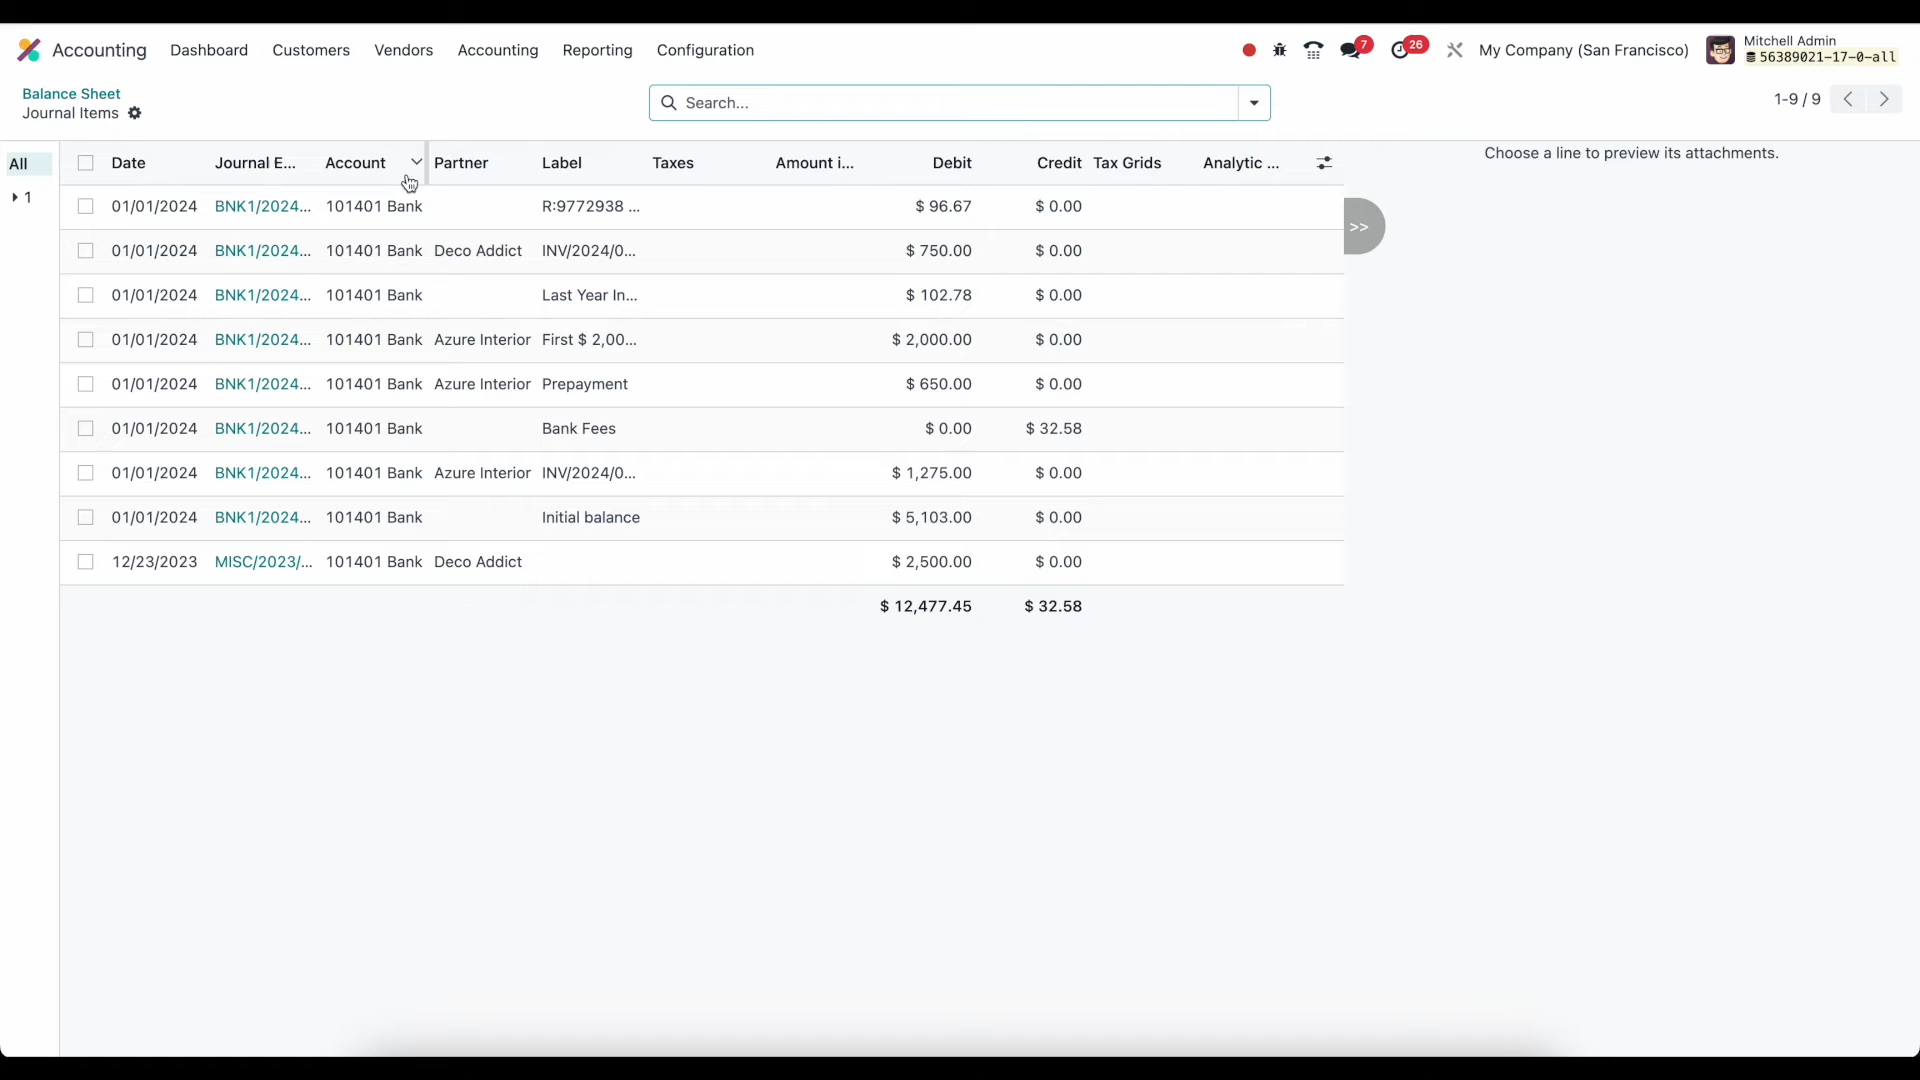 Accounting Dashboard Customers Vendors Accounting Reporting Configuration 7 26 My Company (San Francisco) Mitchell Admin
56389021-17-0-all
Balance Sheet
Journal Items
Search...
1-9 / 9
All
1
Date Journal E... Account Partner Label Taxes Amount i... Debit Credit Tax Grids Analytic ...
Choose a line to preview its attachments.
>>
01/01/2024 BNK1/2024... 101401 Bank R:9772938 ... $ 96.67 $ 0.00
01/01/2024 BNK1/2024... 101401 Bank Deco Addict INV/2024/0... $ 750.00 $ 0.00
01/01/2024 BNK1/2024... 101401 Bank Last Year In... $ 102.78 $ 0.00
01/01/2024 BNK1/2024... 101401 Bank Azure Interior First $ 2,00... $ 2,000.00 $ 0.00
01/01/2024 BNK1/2024... 101401 Bank Azure Interior Prepayment $ 650.00 $ 0.00
01/01/2024 BNK1/2024... 101401 Bank Bank Fees $ 0.00 $ 32.58
01/01/2024 BNK1/2024... 101401 Bank Azure Interior INV/2024/0... $ 1,275.00 $ 0.00
01/01/2024 BNK1/2024... 101401 Bank Initial balance $ 5,103.00 $ 0.00
12/23/2023 MISC/2023/... 101401 Bank Deco Addict $ 2,500.00 $ 0.00
$ 12,477.45 $ 32.58